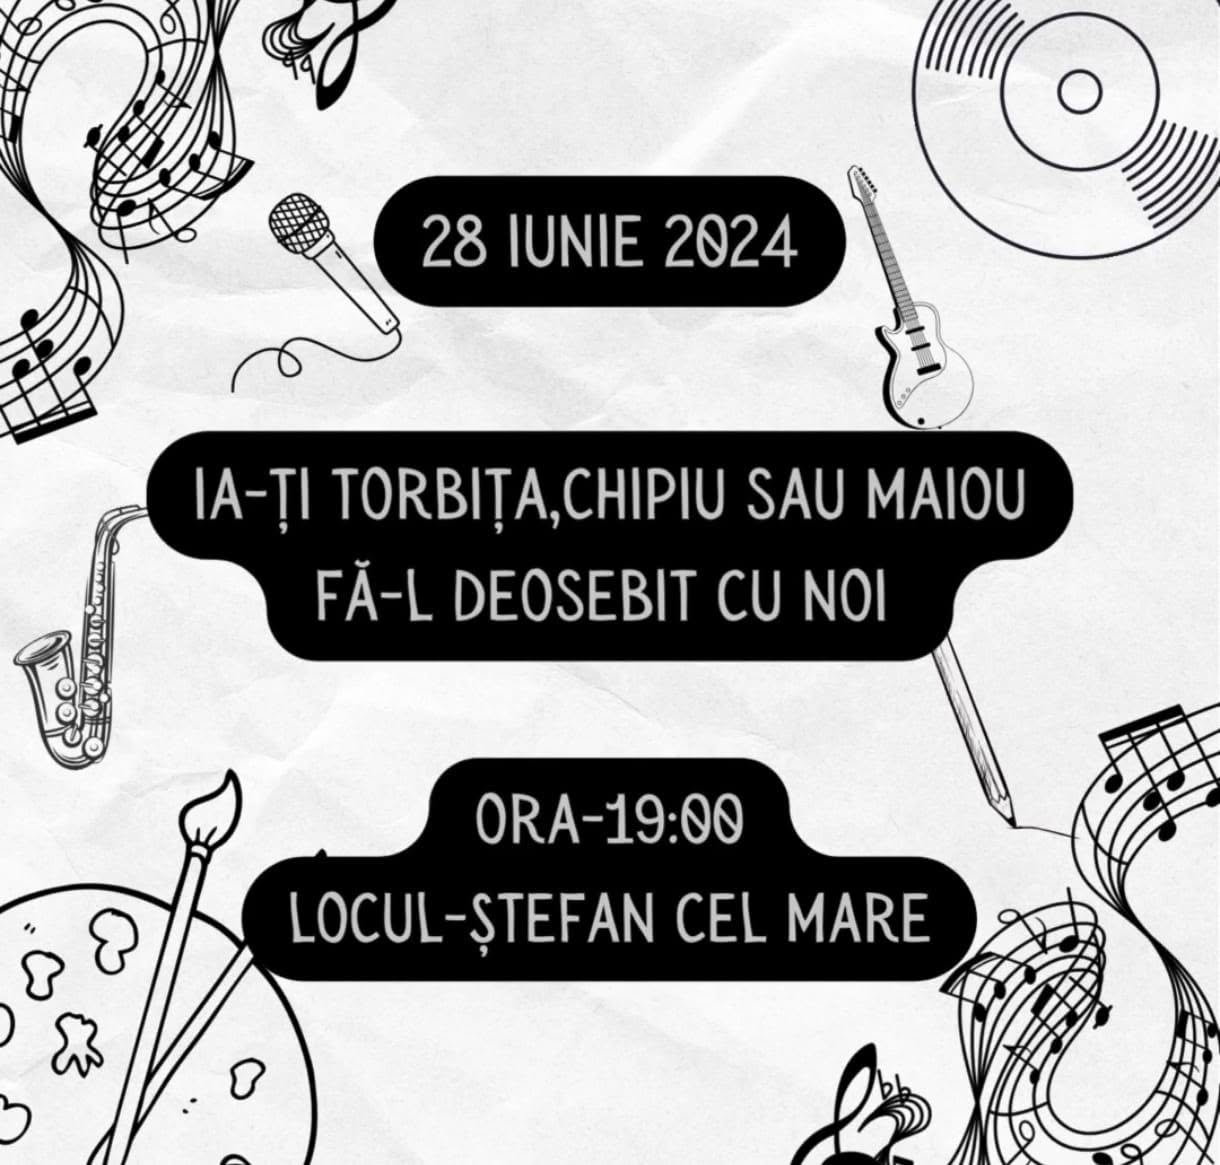 28 IUNIE 2024
IA-ȚI TORBIȚA,CHIPIU SAU MAIOU
FĂ-L DEOSEBIT CU NOI
ORA-19:00
LOCUL-ȘTEFAN CEL MARE